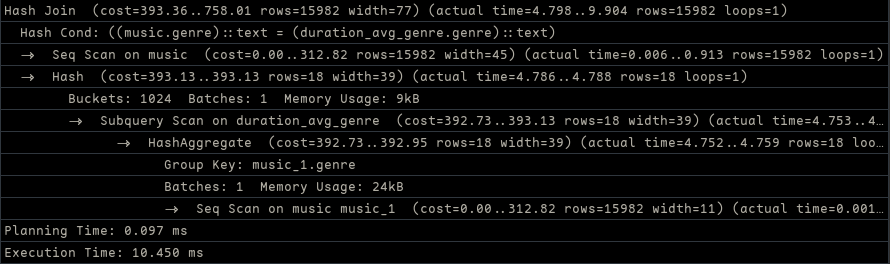 Hash Join  (cost=393.36..758.01 rows=15982 width=77) (actual time=4.798..9.904 rows=15982 loops=1)
  Hash Cond: ((music.genre)::text = (duration_avg_genre.genre)::text)
  ->  Seq Scan on music  (cost=0.00..312.82 rows=15982 width=45) (actual time=0.006..0.913 rows=15982 loops=1)
  ->  Hash  (cost=393.13..393.13 rows=18 width=39) (actual time=4.786..4.788 rows=18 loops=1)
        Buckets: 1024  Batches: 1  Memory Usage: 9kB
        ->  Subquery Scan on duration_avg_genre  (cost=392.73..393.13 rows=18 width=39) (actual time=4.753..4…
              ->  HashAggregate  (cost=392.73..392.95 rows=18 width=39) (actual time=4.752..4.759 rows=18 loo…
                    Group Key: music_1.genre
                    Batches: 1  Memory Usage: 24kB
                    ->  Seq Scan on music music_1  (cost=0.00..312.82 rows=15982 width=11) (actual time=0.001…
Planning Time: 0.097 ms
Execution Time: 10.450 ms